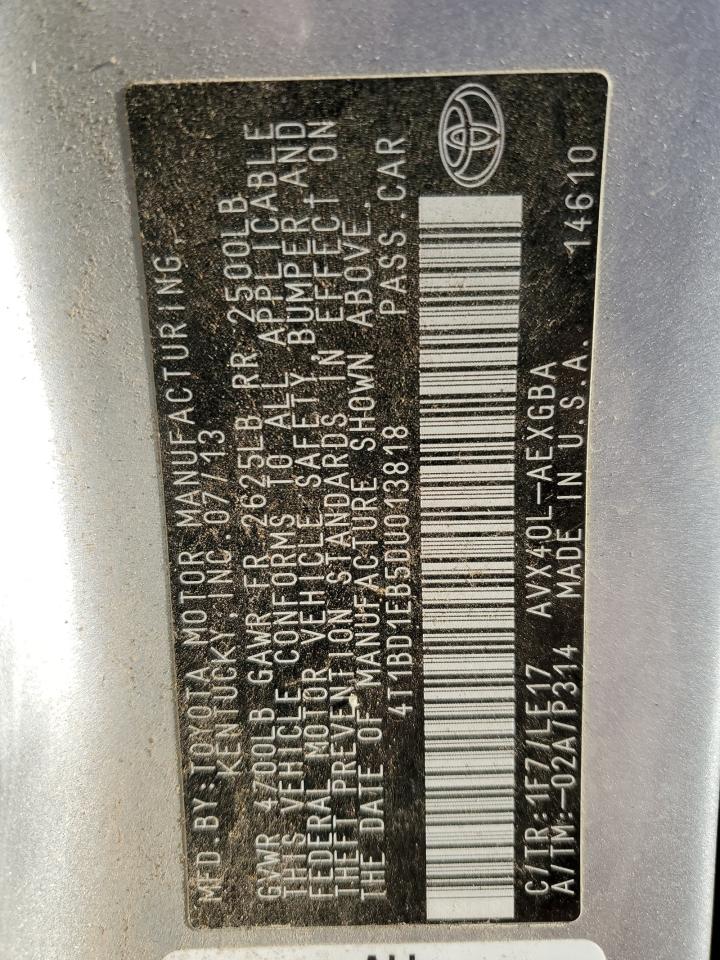 MFD.BY:TOYOTA MOTOR MANUFACTURING,
KENTUCKY,INC.07/13
GVWR 4700LB GAWR FR 2625LB RR 2500LB
THIS VEHICLE CONFORMS TO ALL APPLICABLE
FEDERAL MOTOR VEHICLE SAFETY, BUMPER, AND
THEFT PREVENTION STANDARDS IN EFFECT ON
THE DATE OF MANUFACTURE SHOWN ABOVE.
4T1BD1EB5DU013818 PASS.CAR
C/TR:1F7/LE17 AVX40L-AEXGBA
A/TM:-02A/P314 MADE IN U.S.A. 14610